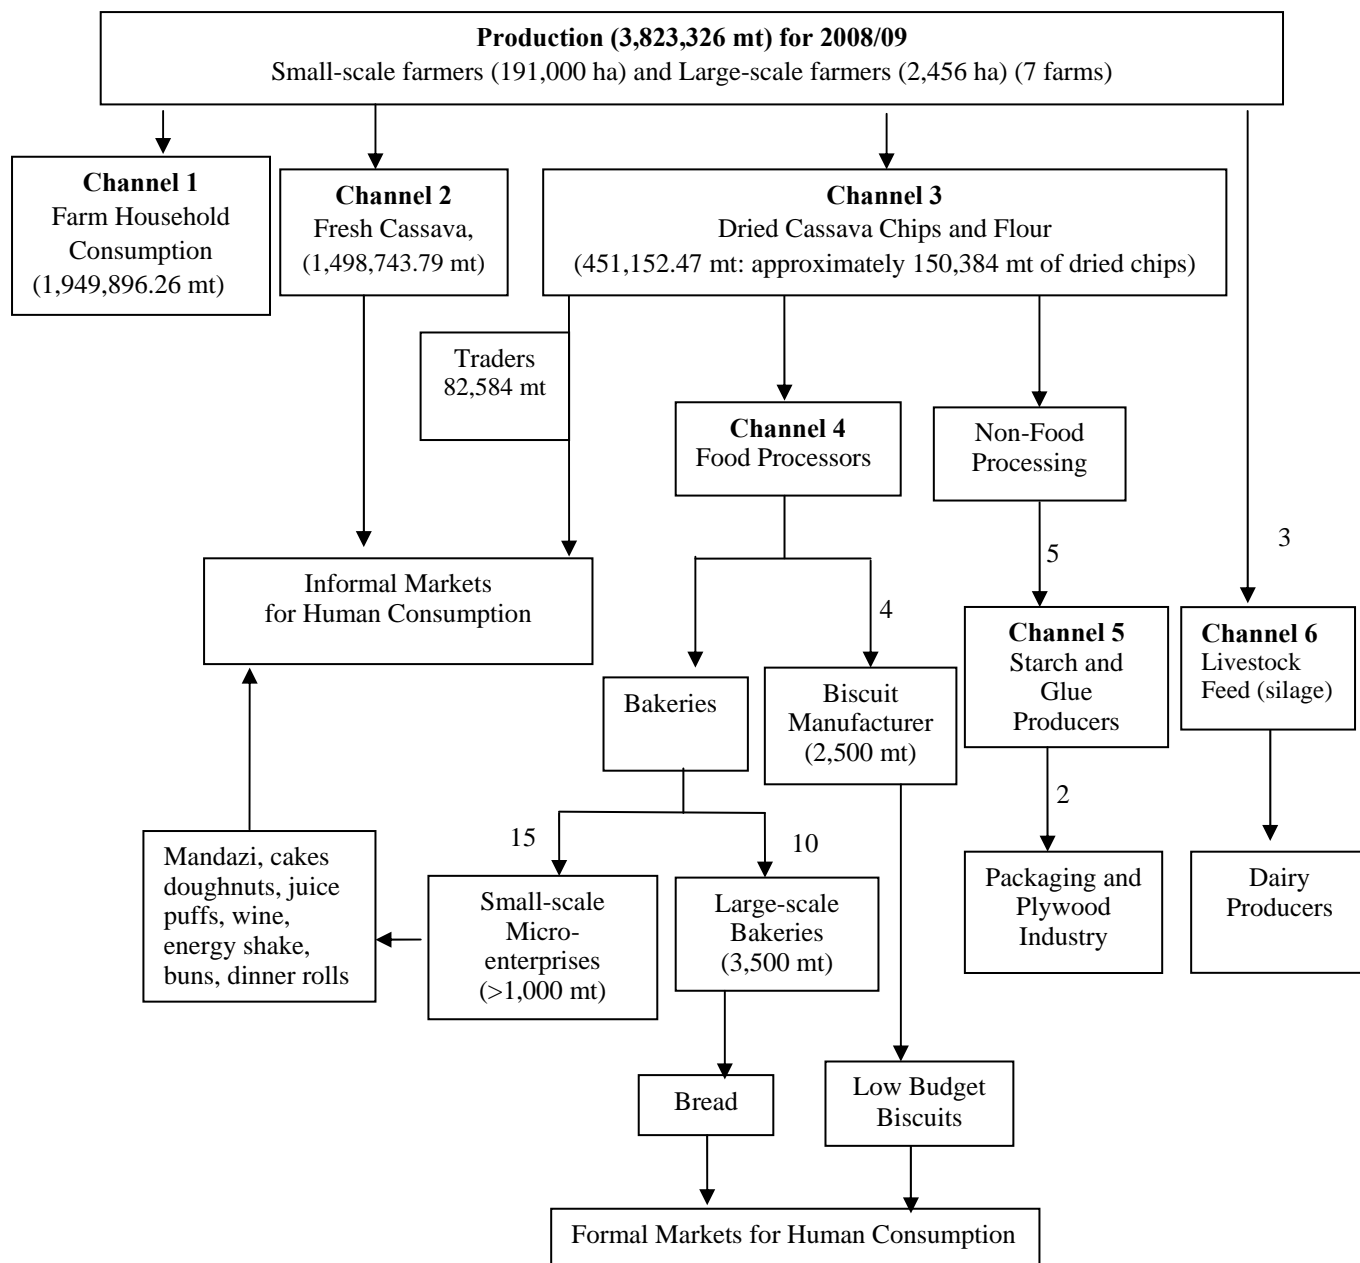 Production (3,823,326 mt) for 2008/09
Small-scale farmers (191,000 ha) and Large-scale farmers (2,456 ha) (7 farms)
Channel 1
Farm Household
Consumption
(1,949,896.26 mt)
Channel 2
Fresh Cassava,
(1,498,743.79 mt)
Channel 3
Dried Cassava Chips and Flour
(451,152.47 mt: approximately 150,384 mt of dried chips)
Traders
82,584 mt
Channel 4
Food Processors
Non-Food
Processing
5
3
Informal Markets
for Human Consumption
4
Channel 5
Starch and
Glue
Producers
Channel 6
Livestock
Feed (silage)
Bakeries
Biscuit
Manufacturer
(2,500 mt)
2
15
10
Mandazi, cakes
doughnuts, juice
puffs, wine,
energy shake,
buns, dinner rolls
Small-scale
Micro-
enterprises
(>1,000 mt)
Large-scale
Bakeries
(3,500 mt)
Packaging and
Plywood
Industry
Dairy
Producers
Bread
Low Budget
Biscuits
Formal Markets for Human Consumption